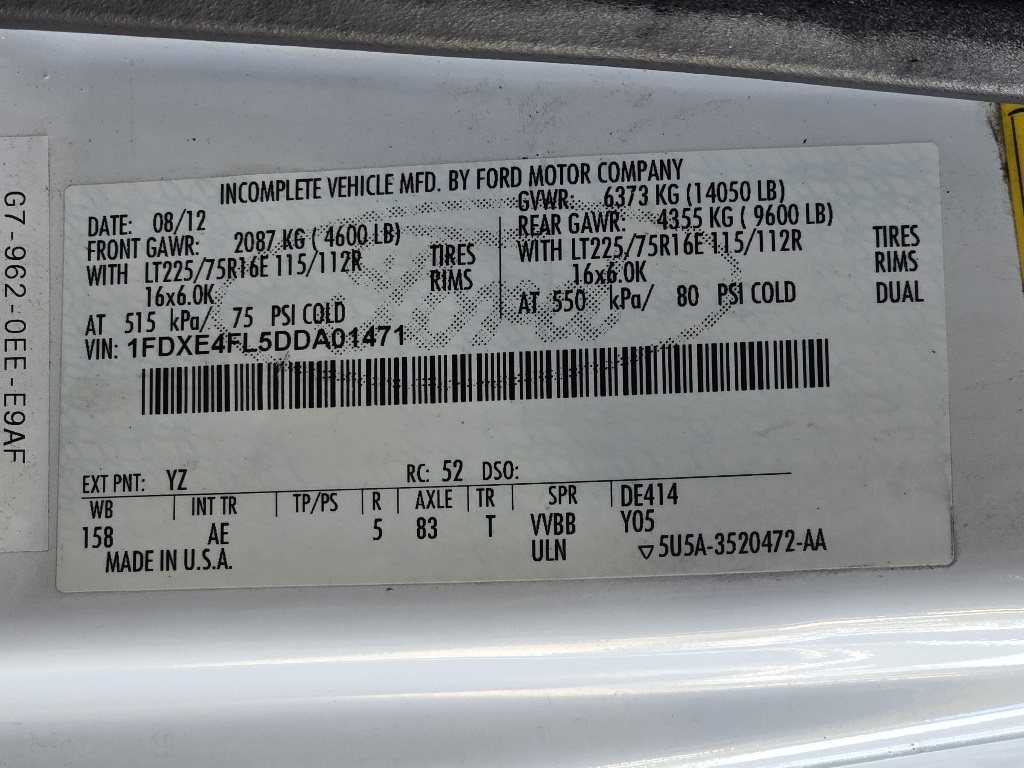 INCOMPLETE VEHICLE MFD. BY FORD MOTOR COMPANY
DATE: 08/12
FRONT GAWR: 2087 KG ( 4600 LB)
WITH LT225/75R16E 115/112R TIRES
16x6.0K RIMS
AT 515 kPa/ 75 PSI COLD
GVWR: 6373 KG (14050 LB)
REAR GAWR: 4355 KG ( 9600 LB)
WITH LT225/75R16E 115/112R TIRES
16x6.0K RIMS
AT 550 kPa/ 80 PSI COLD DUAL
VIN: 1FDXE4FL5DDA01471
EXT PNT: YZ RC: 52 DSO:
WB INT TR TP/PS R AXLE TR SPR DE414
158 AE 5 83 T VVBB Y05
MADE IN U.S.A. ULN ▽5U5A-3520472-AA
G7-962-0EE-E9AF